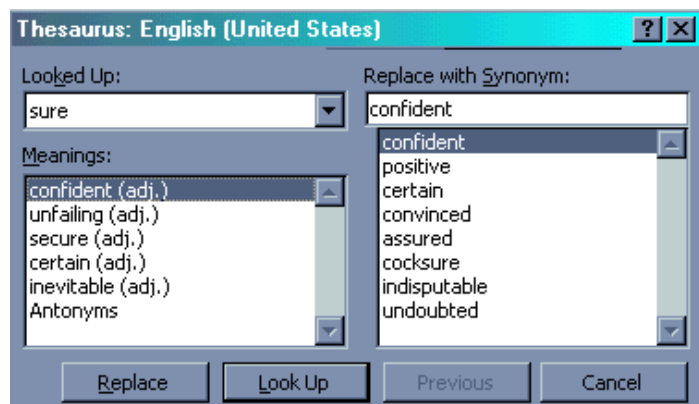 Thesaurus: English (United States)
Looked Up:
sure
Meanings:
confident (adj.)
unfailing (adj.)
secure (adj.)
certain (adj.)
inevitable (adj.)
Antonyms
Replace with Synonym:
confident
confident
positive
certain
convinced
assured
cocksure
indisputable
undoubted
Replace
Look Up
Previous
Cancel